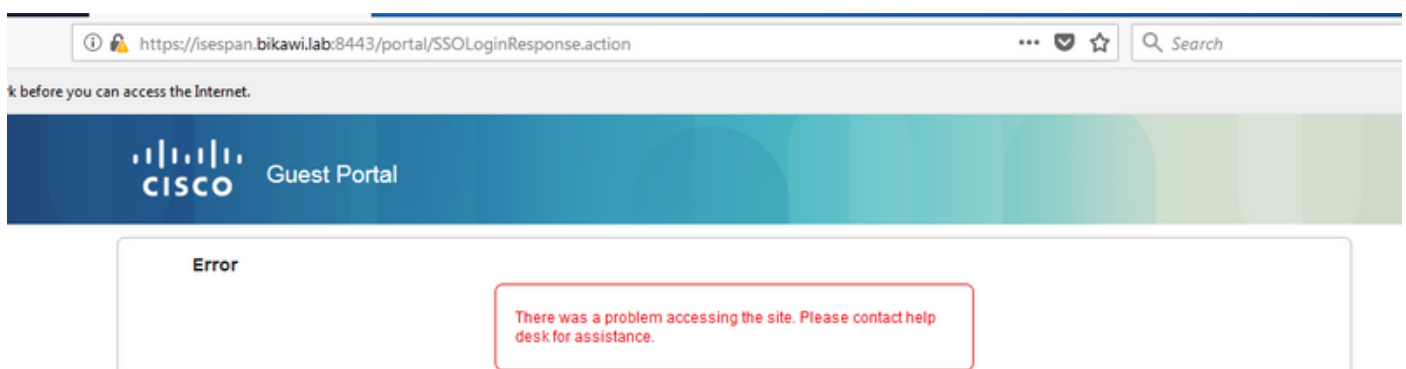 https://isespan.bikawi.lab:8443/portal/SSOLoginResponse.action
Search
k before you can access the Internet.
CISCO
Guest Portal
Error
There was a problem accessing the site. Please contact help
desk for assistance.